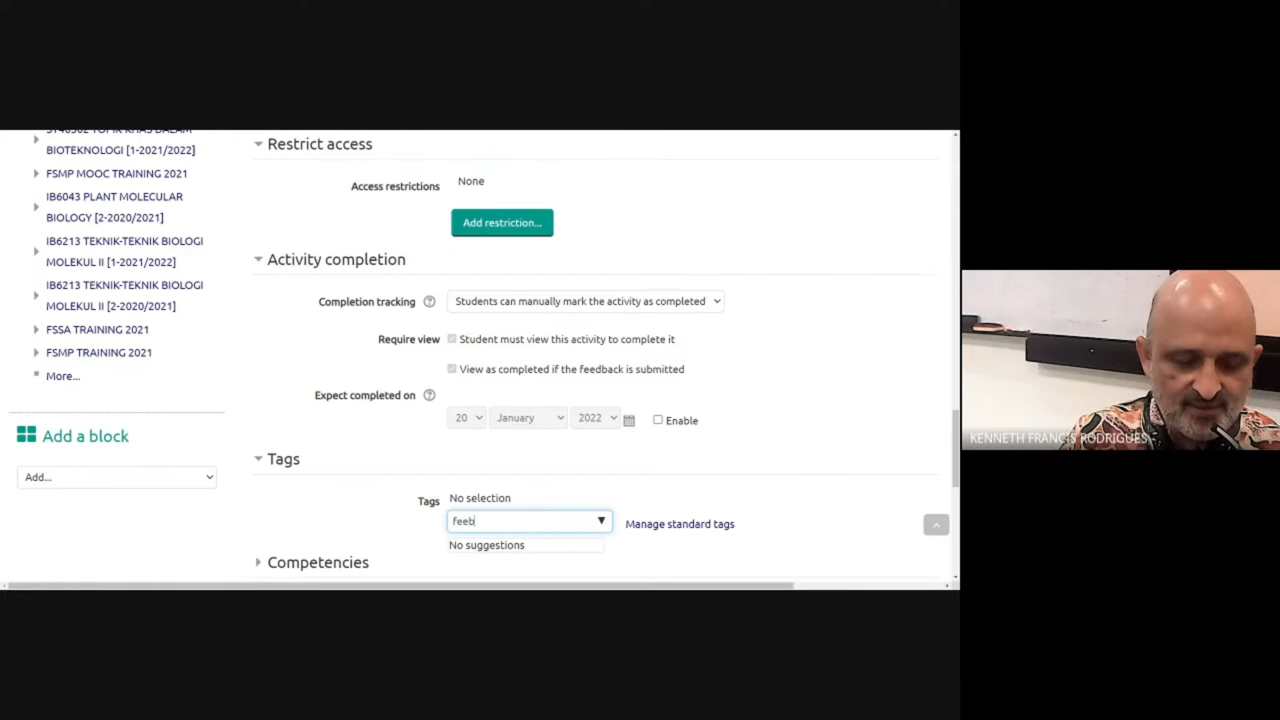 SY40302 TOPIK KHAS DALAM
BIOTEKNOLOGI [1-2021/2022]
FSMP MOOC TRAINING 2021
IB6043 PLANT MOLECULAR
BIOLOGY [2-2020/2021]
IB6213 TEKNIK-TEKNIK BIOLOGI
MOLEKUL II [1-2021/2022]
IB6213 TEKNIK-TEKNIK BIOLOGI
MOLEKUL II [2-2020/2021]
FSSA TRAINING 2021
FSMP TRAINING 2021
More...
Add a block
Add...
Restrict access
Access restrictions None
Add restriction...
Activity completion
Completion tracking Students can manually mark the activity as completed
Require view Student must view this activity to complete it
View as completed if the feedback is submitted
Expect completed on
20 January 2022 Enable
Tags
Tags No selection
feeb Manage standard tags
No suggestions
Competencies
KENNETH FRANCIS RODRIGUES